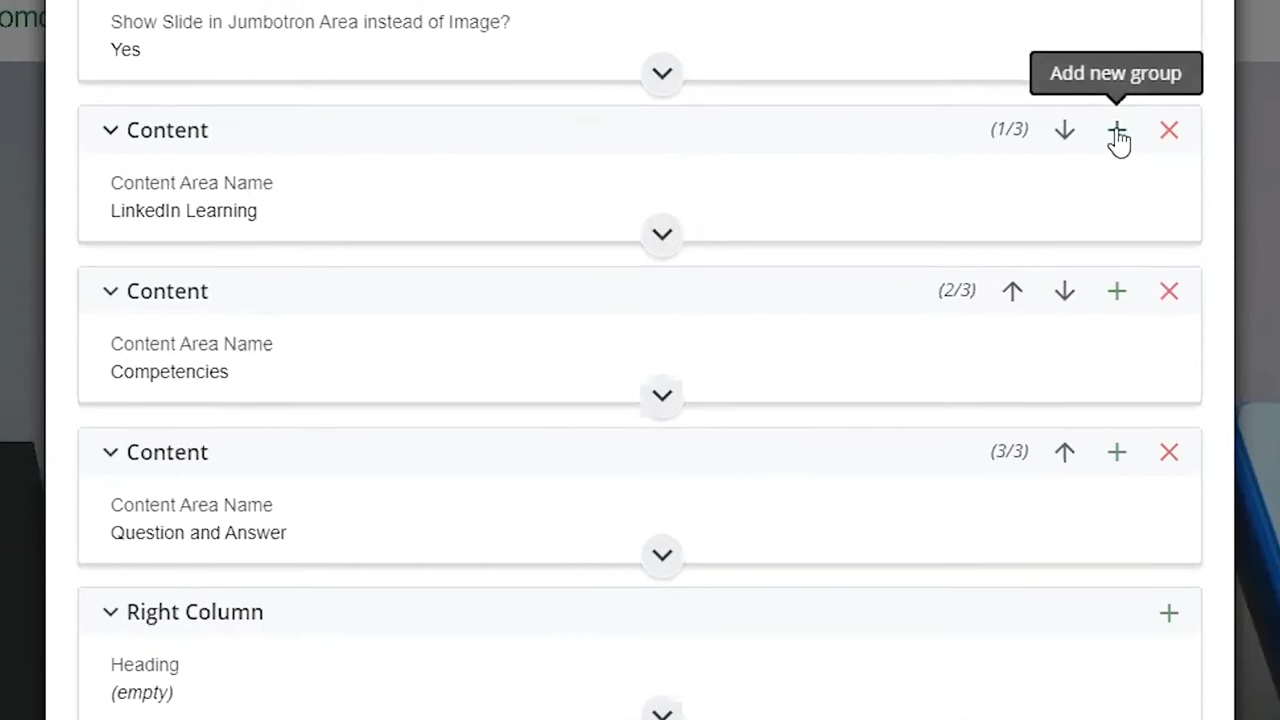 Show Slide in Jumbotron Area instead of Image?
Yes
Add new group
Content (1/3)
Content Area Name
LinkedIn Learning
Content (2/3)
Content Area Name
Competencies
Content (3/3)
Content Area Name
Question and Answer
Right Column
Heading
(empty)